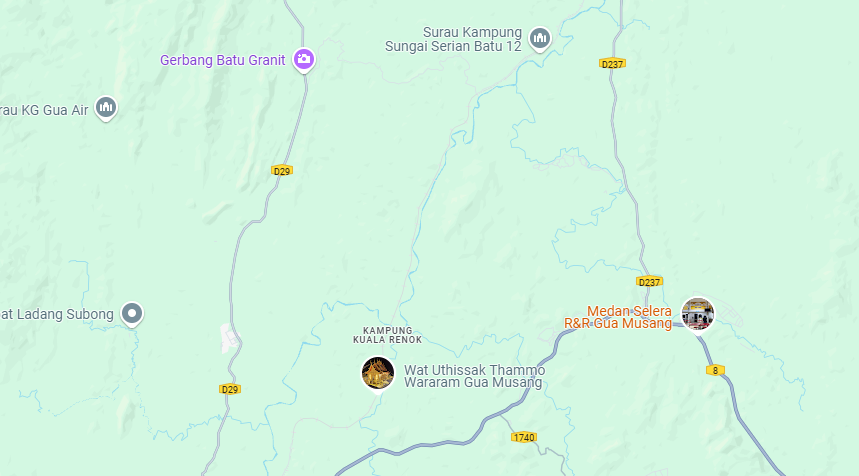 Surau Kampung
Sungai Serian Batu 12
Gerbang Batu Granit
D237
rau KG Gua Air
D29
D237
at Ladang Subong
Medan Selera
R&R Gua Musang
KAMPUNG
KUALA RENOK
Wat Uthissak Thammo
Wararam Gua Musang
8
D29
1740